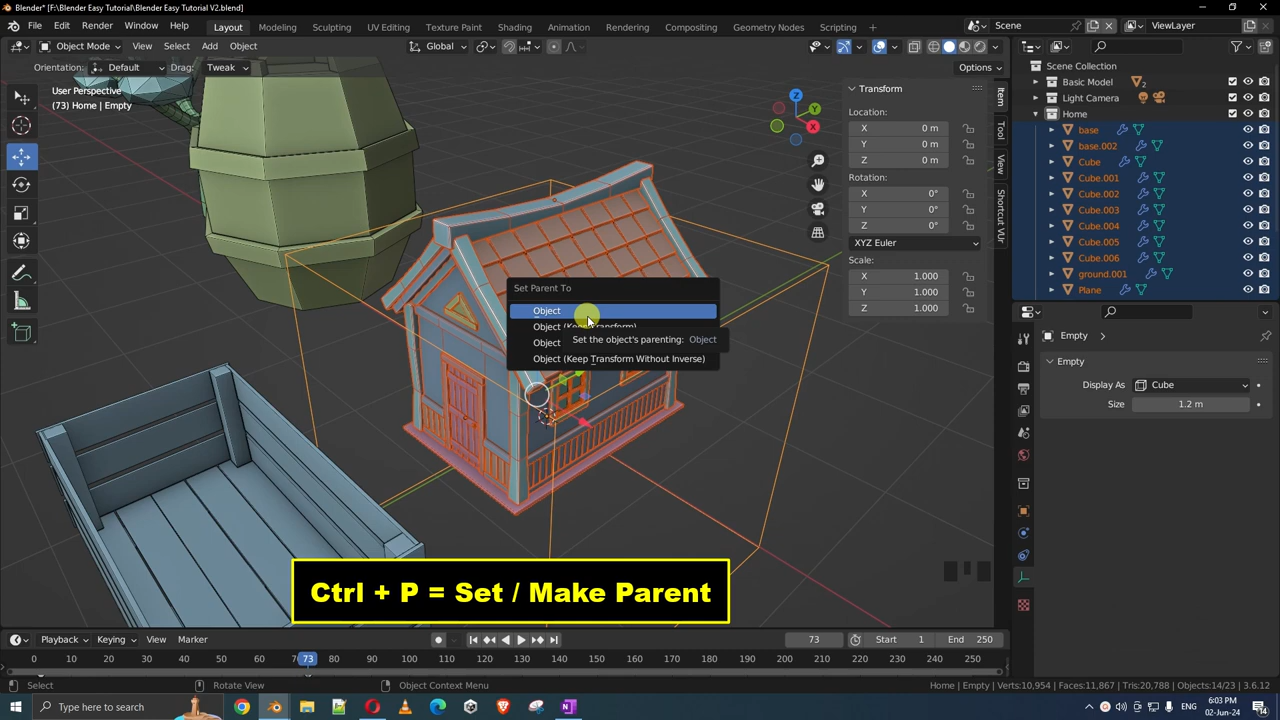 Blender* [F:\Blender Easy Tutorial\Blender Easy Tutorial V2.blend]
File Edit Render Window Help
Layout Modeling Sculpting UV Editing Texture Paint Shading Animation Rendering Compositing Geometry Nodes Scripting +
Scene
ViewLayer
Object Mode View Select Add Object
Global
Orientation: Default Drag: Tweak
Options
User Perspective
(73) Home | Empty
Z
Y
X
Transform
Location:
X 0 m
Y 0 m
Z 0 m
Rotation:
X 0°
Y 0°
Z 0°
XYZ Euler
Scale:
X 1.000
Y 1.000
Z 1.000
Item
Tool
View
Shortcut VUr
Scene Collection
Basic Model 2
Light Camera
Home
base
base.002
Cube
Cube.001
Cube.002
Cube.003
Cube.004
Cube.005
Cube.006
ground.001
Plane
Empty
Empty
Display As Cube
Size 1.2 m
Set Parent To
Object
Object (Keep Transform)
Set the object's parenting: Object
Object
Object (Keep Transform Without Inverse)
Ctrl + P = Set / Make Parent
Playback Keying View Marker
73
Start 1
End 250
0 10 20 30 40 50 60 73 80 90 100 110 120 130 140 150 160 170 180 190 200 210 220 230 240 250
Select
Rotate View
Object Context Menu
Home | Empty | Verts:10,954 | Faces:11,867 | Tris:20,788 | Objects:14/23 | 3.6.12
Type here to search
6:03 PM
02-Jun-24